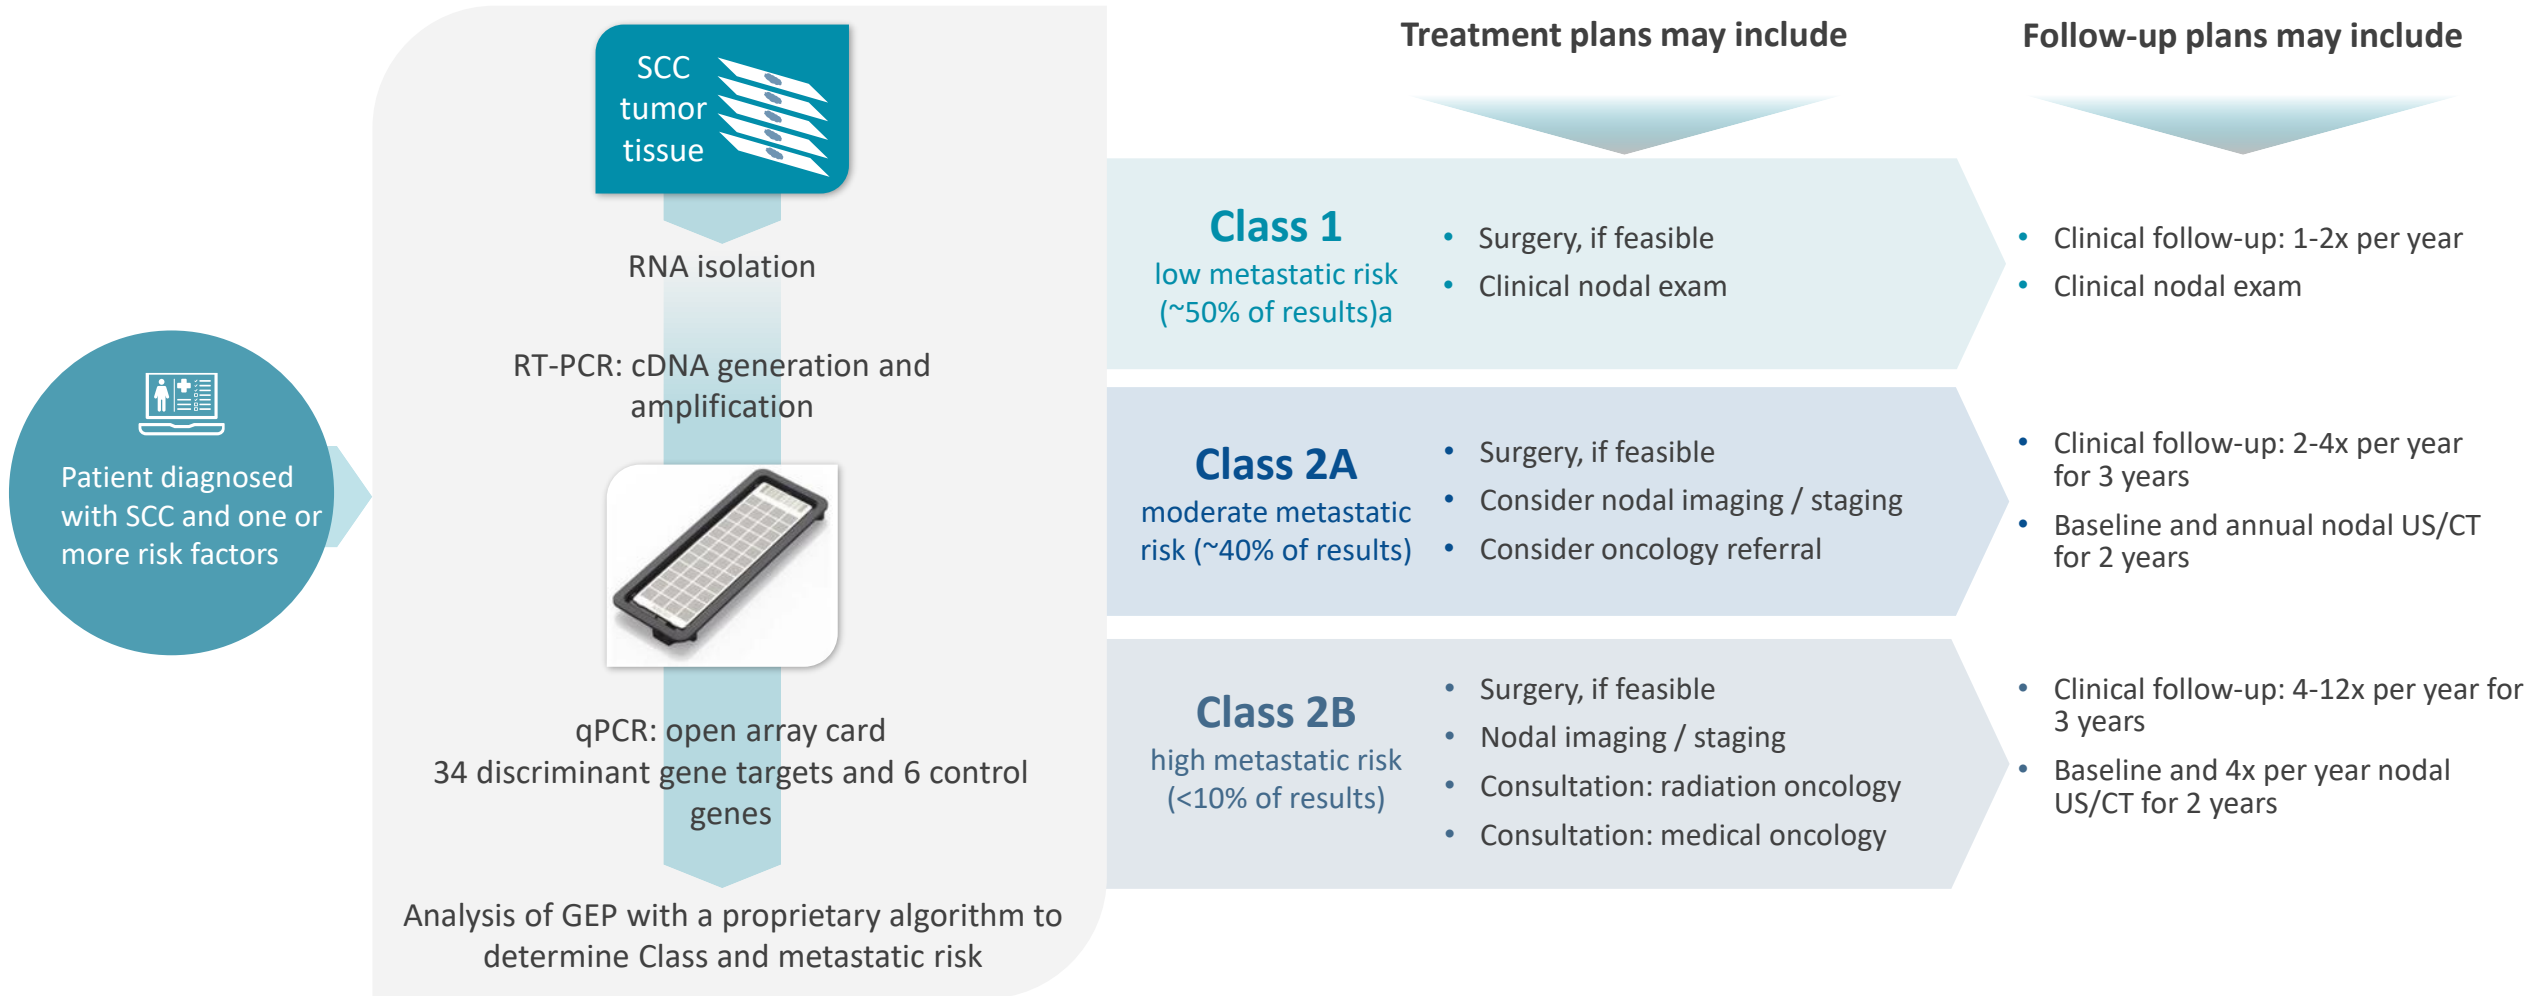 Patient diagnosed
with SCC and one or
more risk factors
SCC
tumor
tissue
RNA isolation
RT-PCR: cDNA generation and
amplification
qPCR: open array card
34 discriminant gene targets and 6 control
genes
Analysis of GEP with a proprietary algorithm to
determine Class and metastatic risk
Treatment plans may include
Follow-up plans may include
Class 1
low metastatic risk
(~50% of results)a
• Surgery, if feasible
• Clinical nodal exam
• Clinical follow-up: 1-2x per year
• Clinical nodal exam
Class 2A
moderate metastatic
risk (~40% of results)
• Surgery, if feasible
• Consider nodal imaging / staging
• Consider oncology referral
• Clinical follow-up: 2-4x per year
for 3 years
• Baseline and annual nodal US/CT
for 2 years
Class 2B
high metastatic risk
(<10% of results)
• Surgery, if feasible
• Nodal imaging / staging
• Consultation: radiation oncology
• Consultation: medical oncology
• Clinical follow-up: 4-12x per year for
3 years
• Baseline and 4x per year nodal
US/CT for 2 years